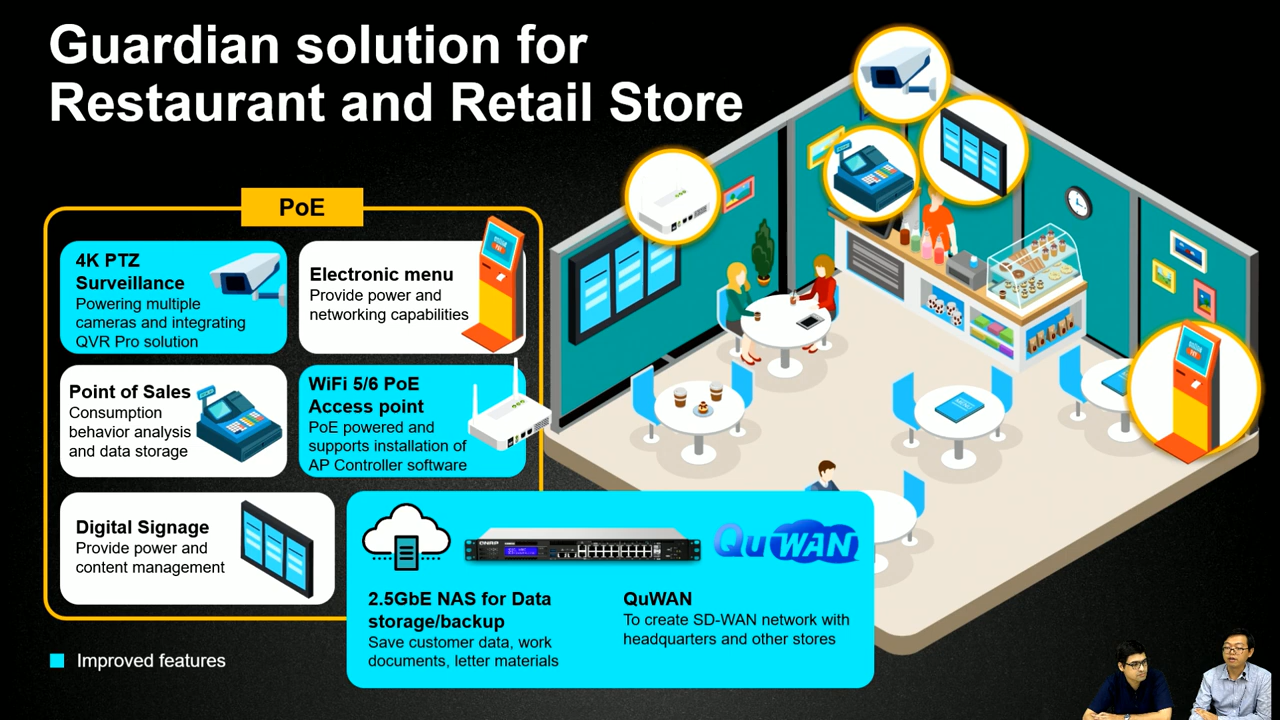 Guardian solution for
Restaurant and Retail Store
PoE
4K PTZ
Surveillance
Powering multiple
cameras and integrating
QVR Pro solution
Electronic menu
Provide power and
networking capabilities
Point of Sales
Consumption
behavior analysis
and data storage
WiFi 5/6 PoE
Access point
PoE powered and
supports installation of
AP Controller software
Digital Signage
Provide power and
content management
QNAP
QuWAN
2.5GbE NAS for Data
storage/backup
Save customer data, work
documents, letter materials
QuWAN
To create SD-WAN network with
headquarters and other stores
Improved features